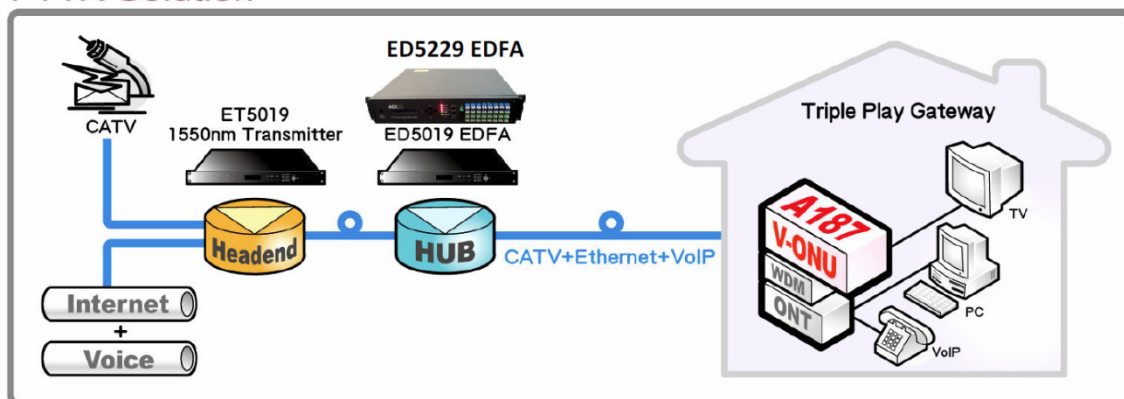 ED5229 EDFA
ET5019
1550nm Transmitter
ED5019 EDFA
CATV
Triple Play Gateway
Headend
HUB
CATV+Ethernet+VoIP
A187
V-ONU
WDM
ONT
TV
PC
VoIP
Internet
+
Voice